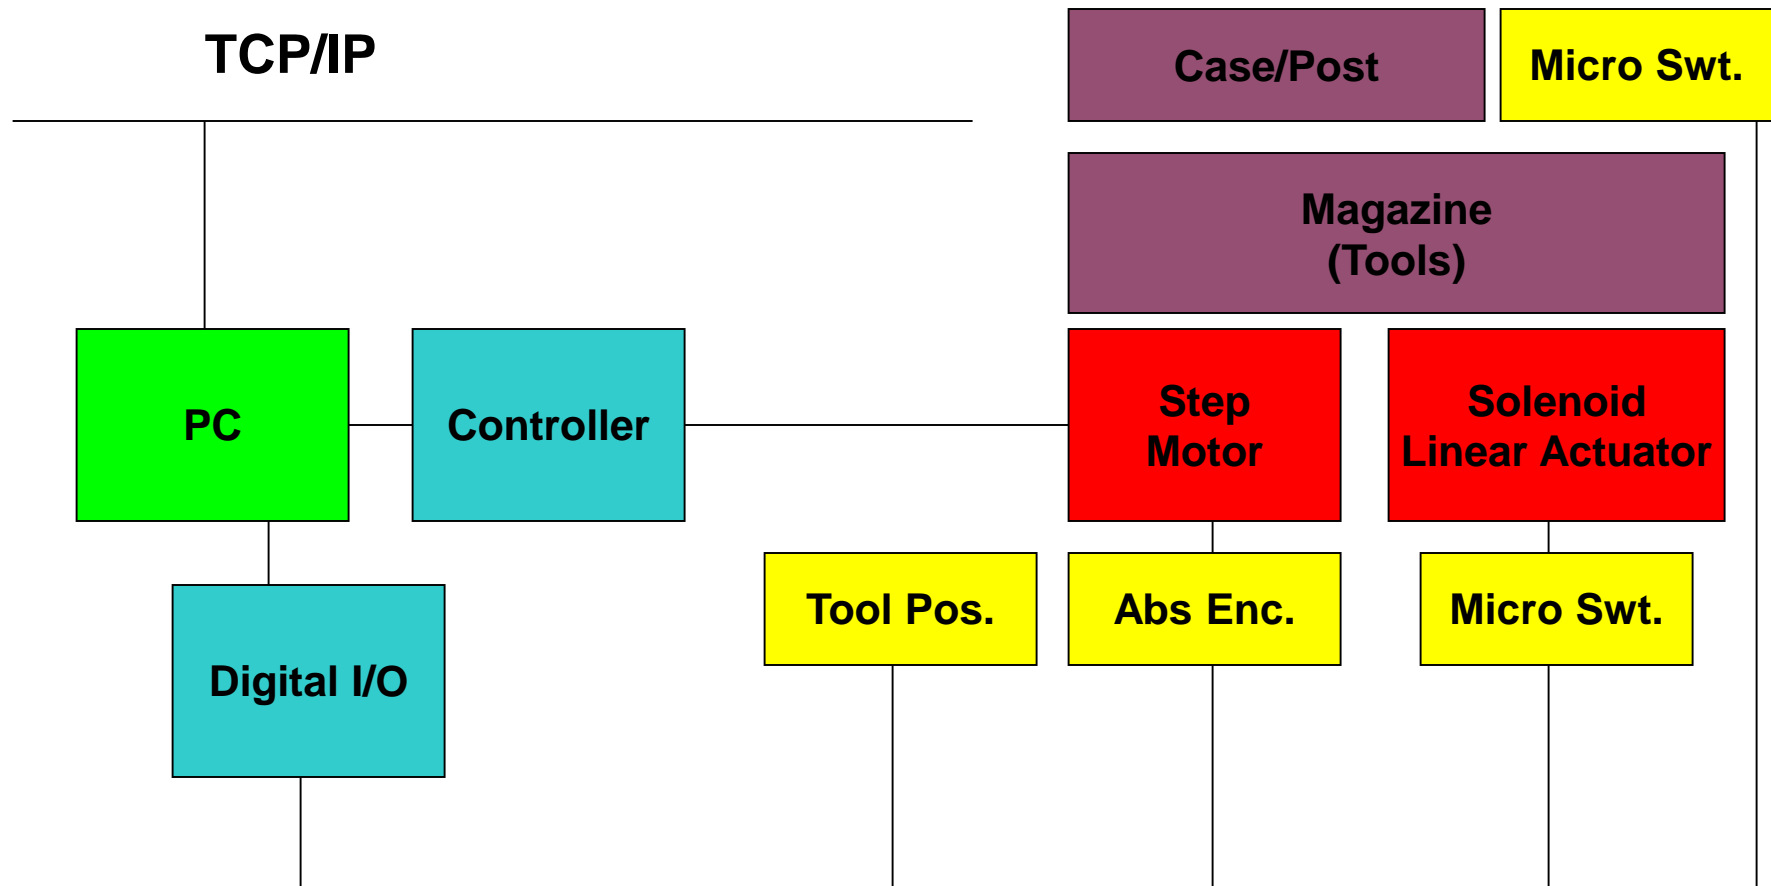 TCP/IP
Case/Post
Micro Swt.
Magazine
(Tools)
PC
Controller
Step
Motor
Solenoid
Linear Actuator
Tool Pos.
Abs Enc.
Micro Swt.
Digital I/O